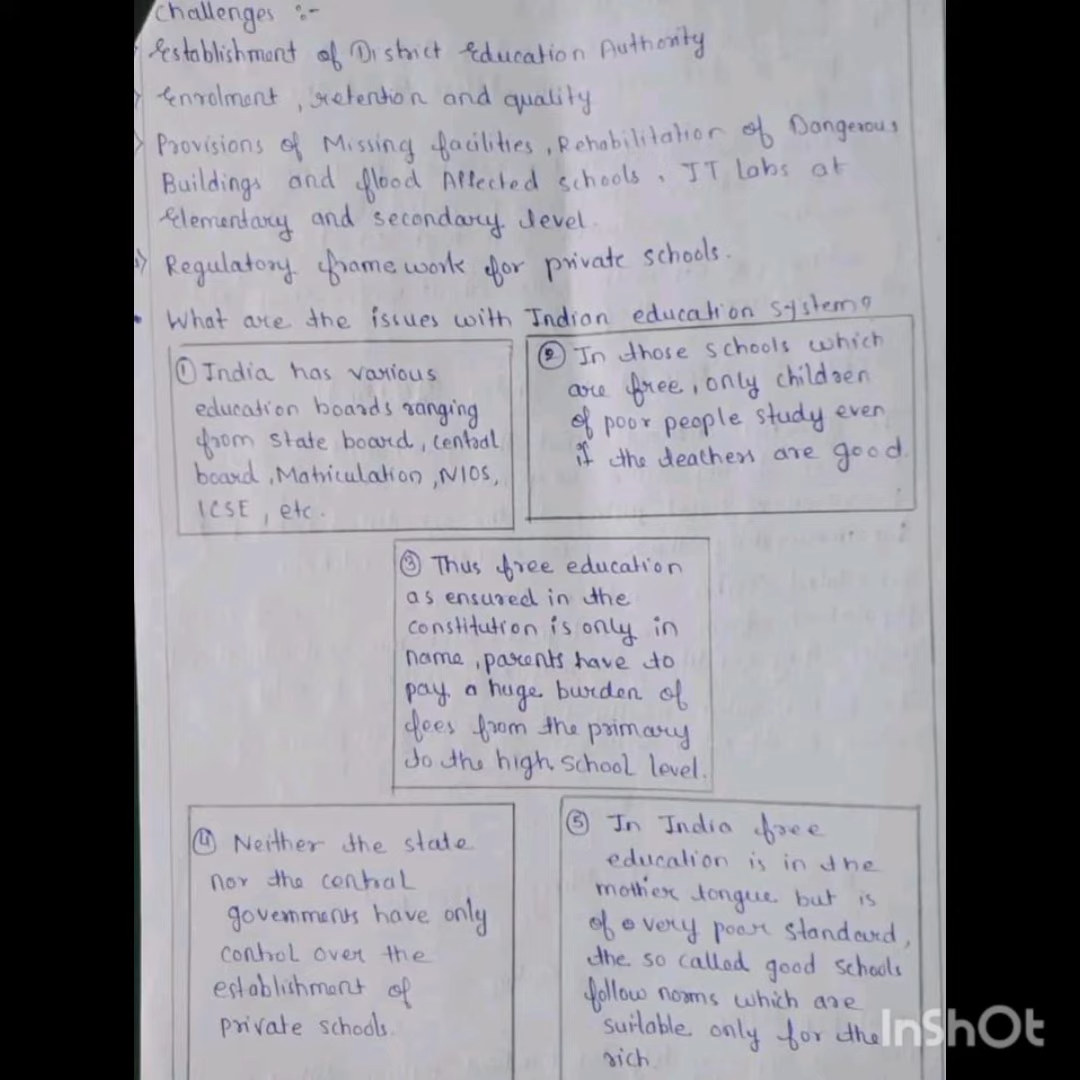 Challenges :-
Establishment of District Education Authority
Enrolment, retention and quality
Provisions of Missing facilities, Rehabilitation of Dangerous
Buildings and flood Affected schools, IT Labs at
Elementary and secondary level.
Regulatory frame work for private schools.
• What are the issues with Indian education system?
① India has various
education boards ranging
from state board, central
board, Matriculation, NIOS,
ICSE, etc.
② In those schools which
are free, only children
of poor people study even
if the teachers are good.
③ Thus free education
as ensured in the
constitution is only in
name, parents have to
pay a huge burden of
fees from the primary
to the high school level.
④ Neither the state
nor the central
governments have only
control over the
establishment of
private schools.
⑤ In India free
education is in the
mother tongue but is
of a very poor standard,
the so called good schools
follow norms which are
suitable only for the
rich.
InShOt